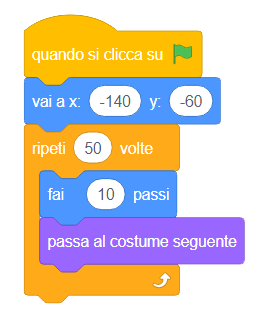 quando si clicca su
vai a x: -140 y: -60
ripeti 50 volte
fai 10 passi
passa al costume seguente